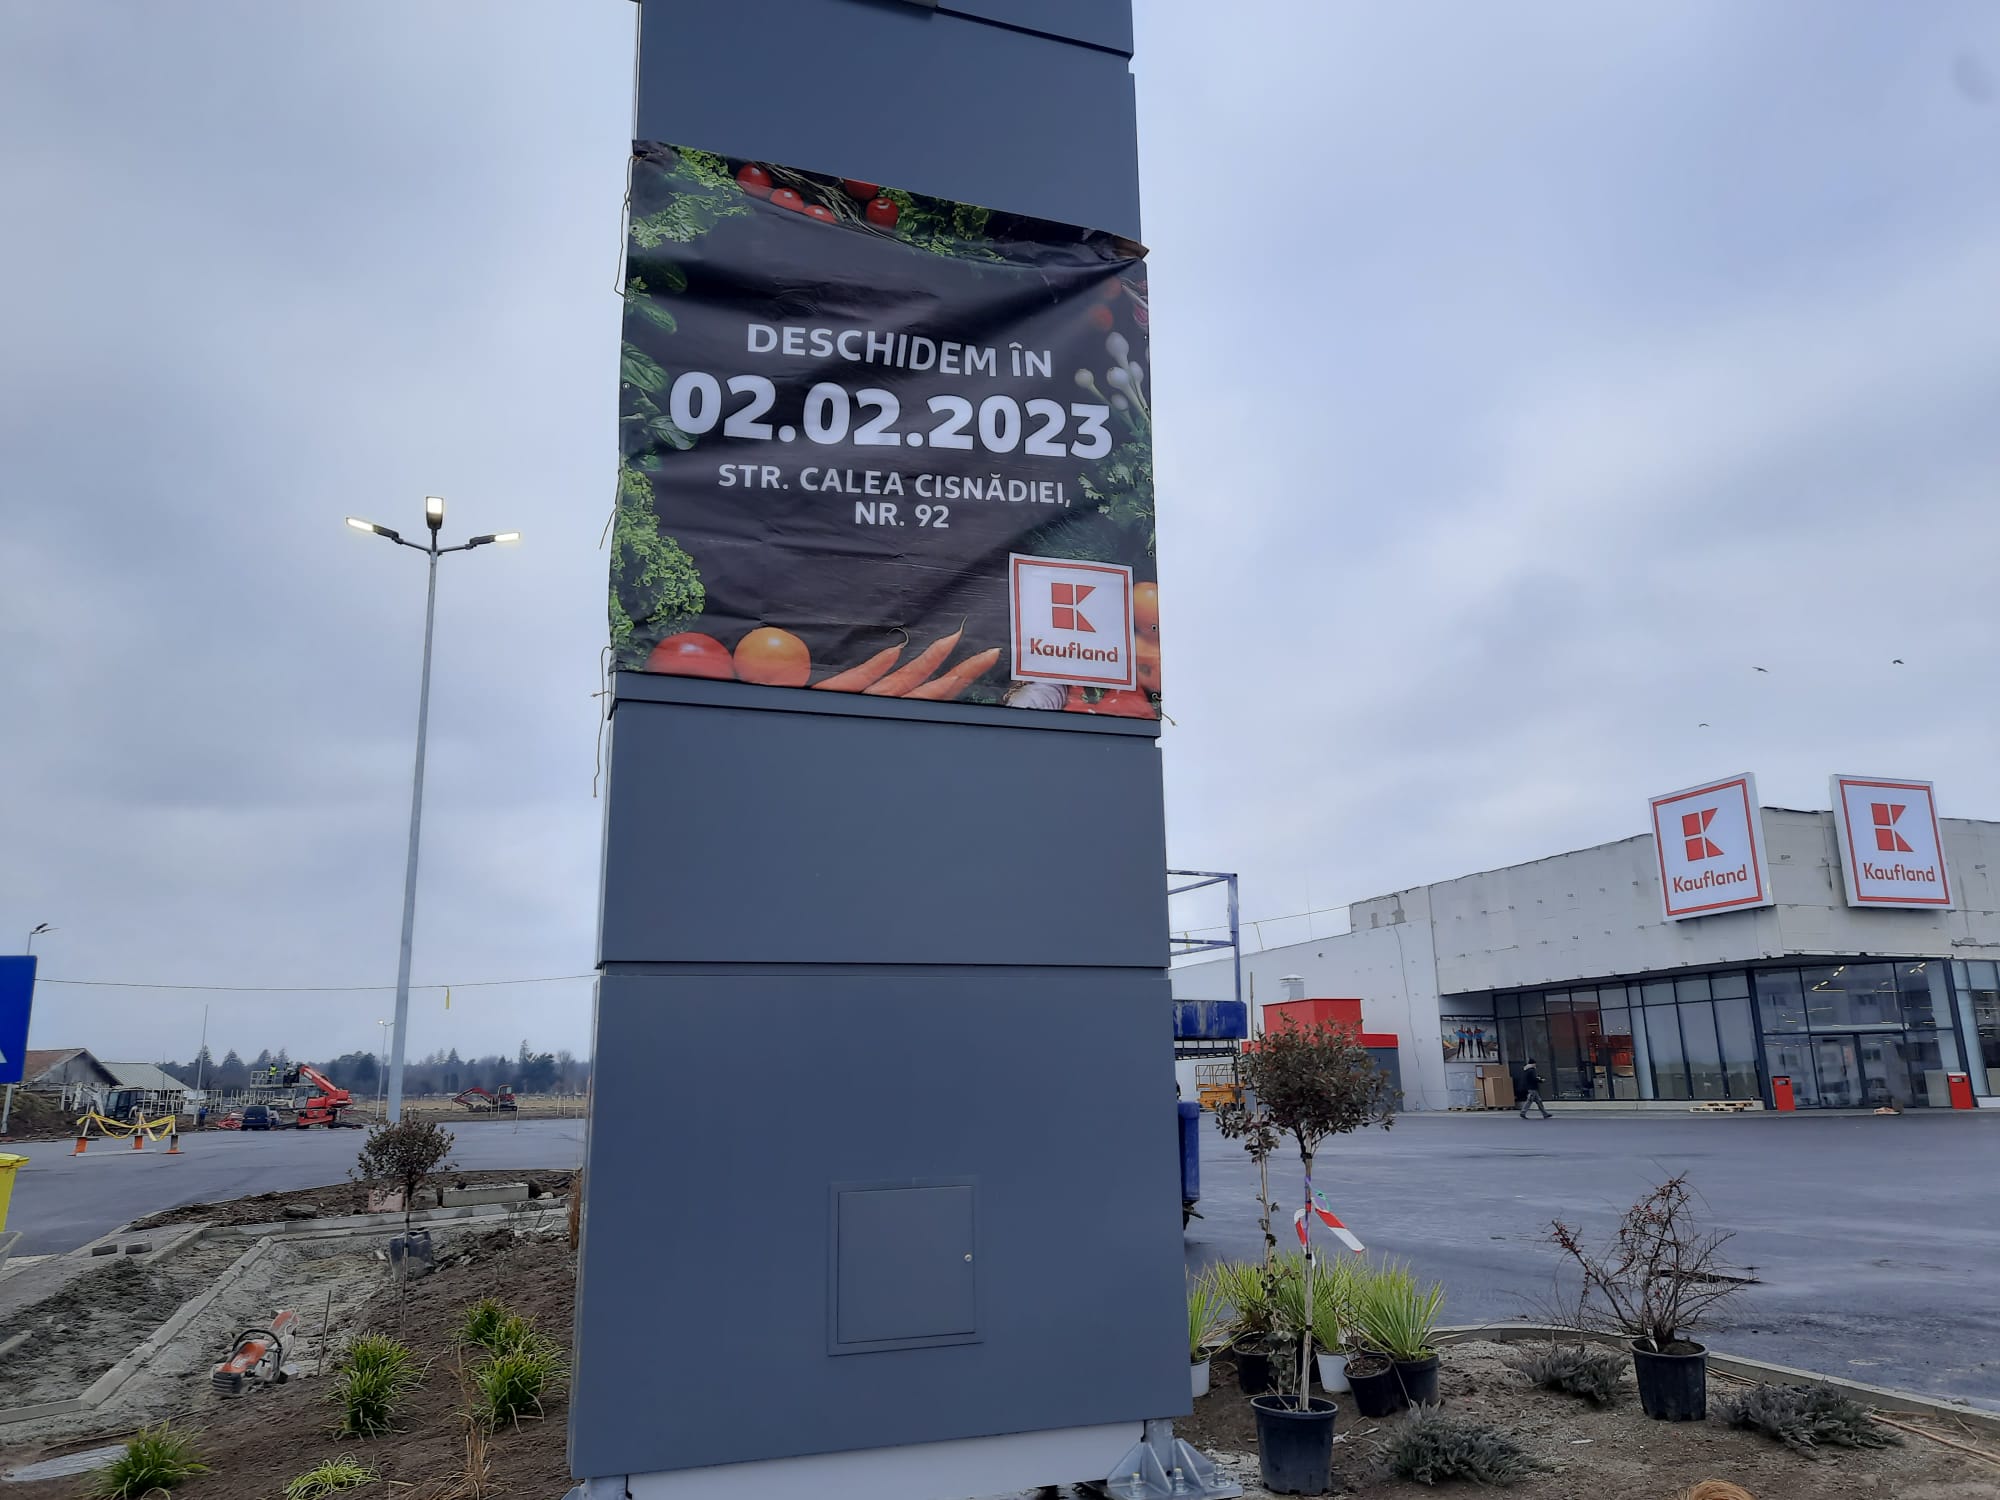 DESCHIDEM ÎN
02.02.2023
STR. CALEA CISNĂDIEI,
NR. 92
Kaufland
Kaufland
Kaufland